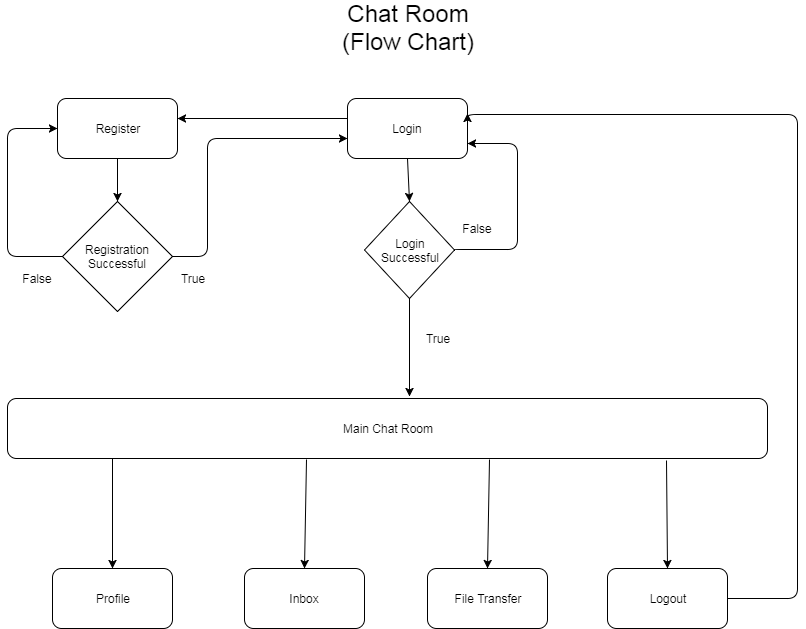 Chat Room
(Flow Chart)
Register
Login
Registration
Successful
False
True
Login
Successful
False
True
Main Chat Room
Profile
Inbox
File Transfer
Logout